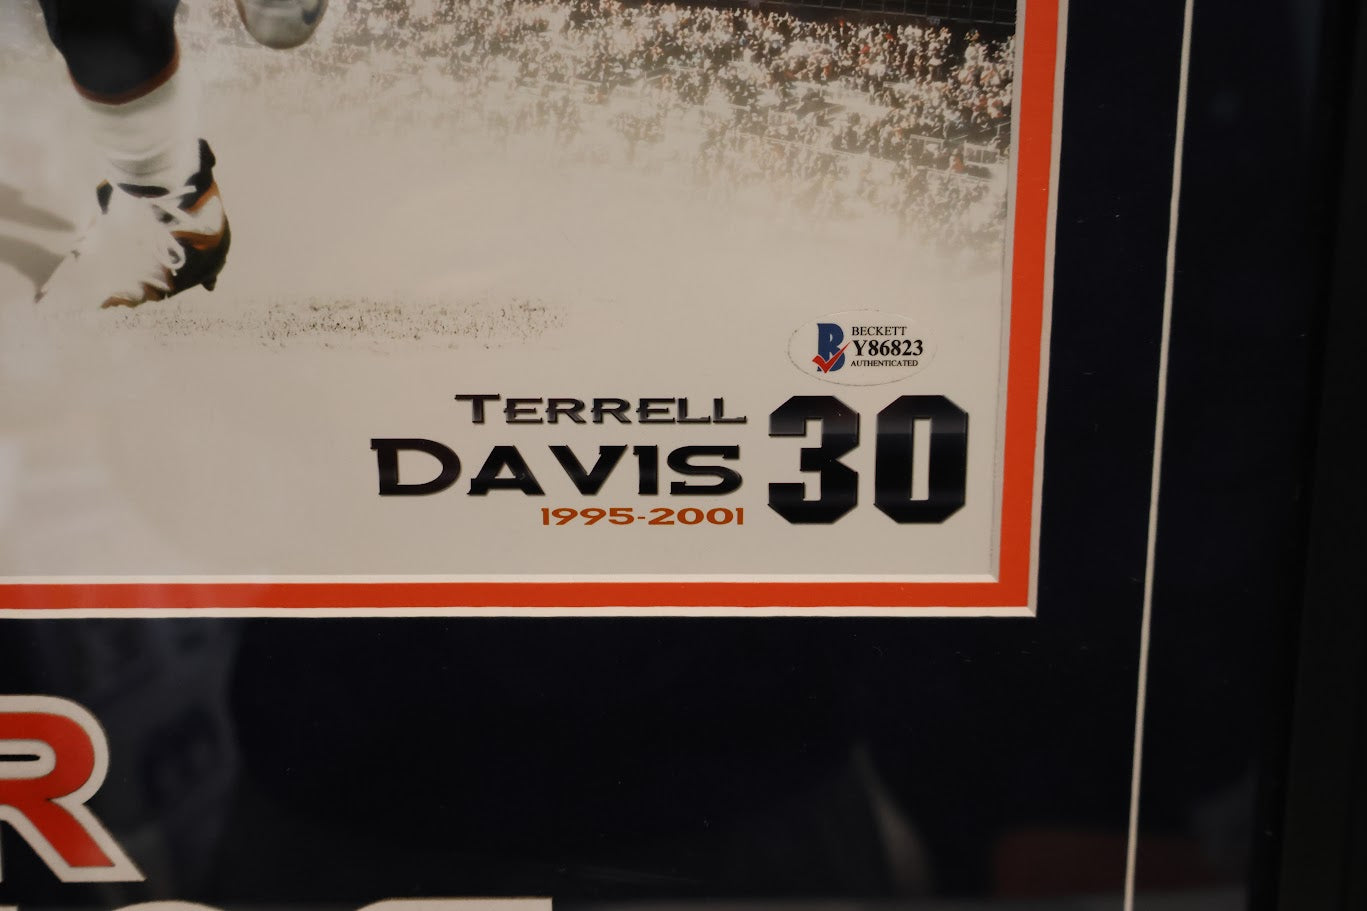 BECKETT
Y86823
AUTHENTICATED
TERRELL
DAVIS 30
1995-2001
R